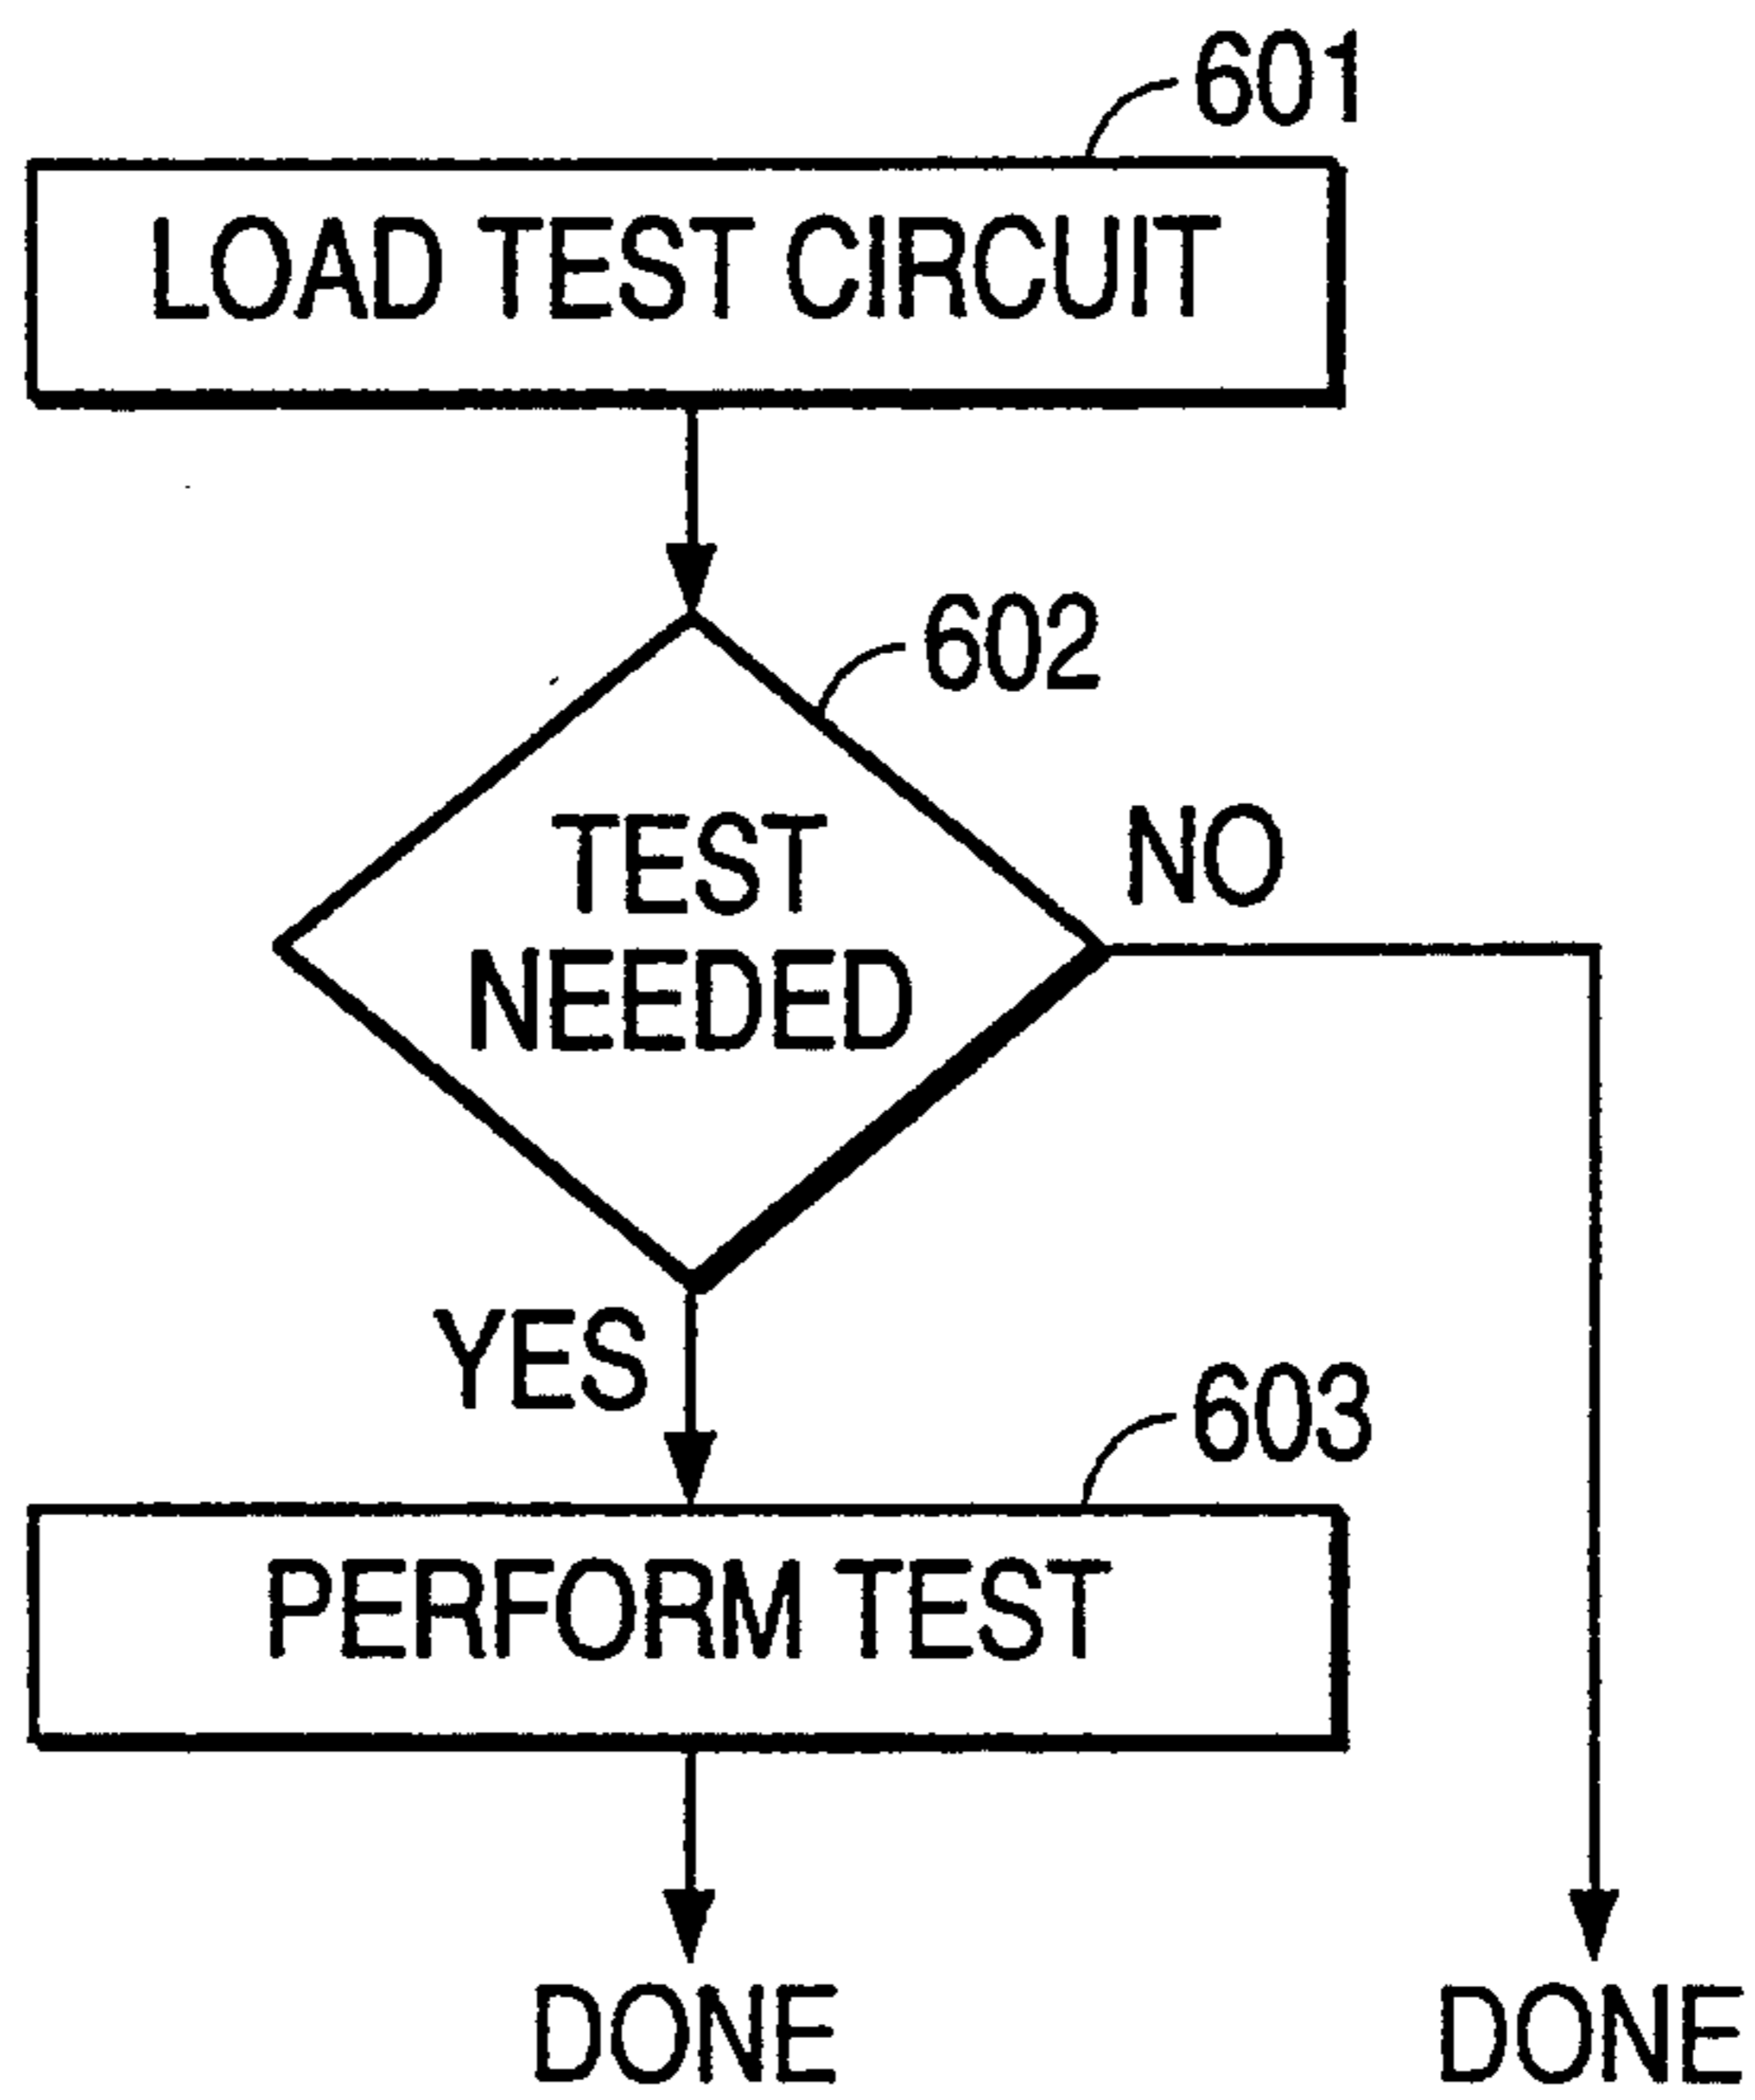 601
LOAD TEST CIRCUIT
602
TEST
NEEDED
NO
YES
603
PERFORM TEST
DONE
DONE